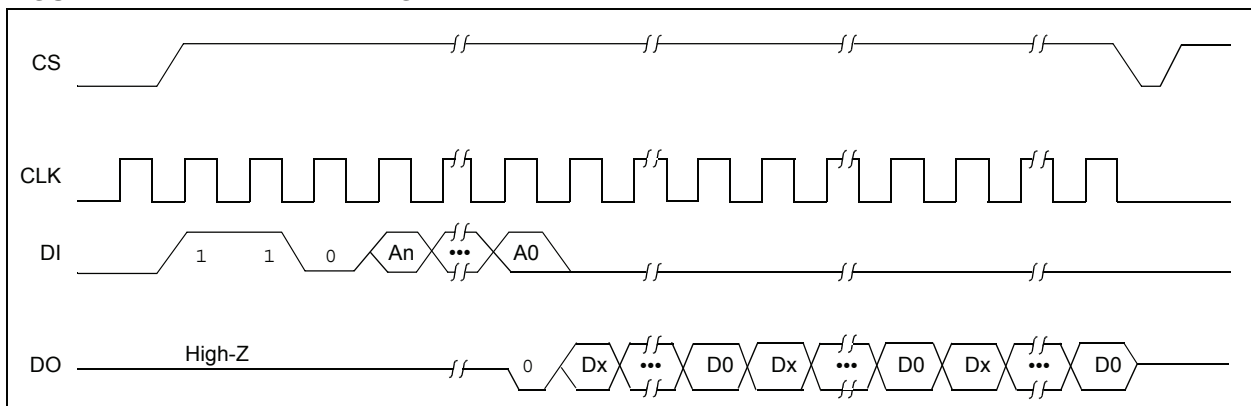 CS
CLK
DI 1 1 0 An ••• A0
DO High-Z 0 Dx ••• D0 Dx ••• D0 Dx ••• D0